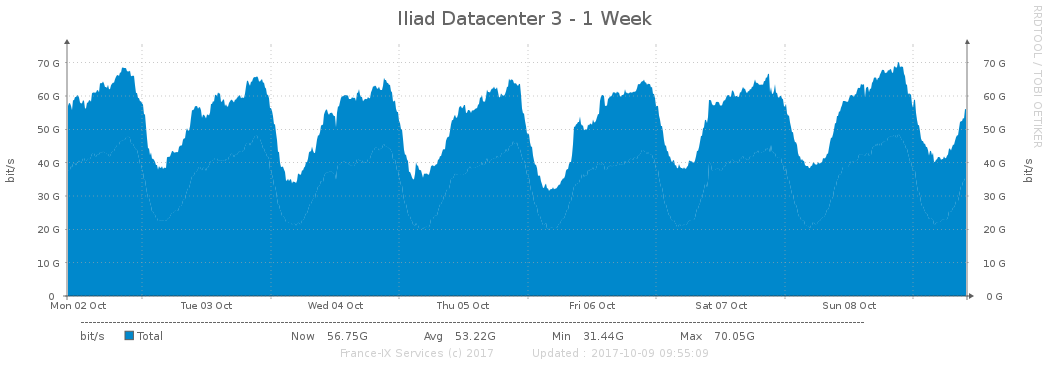 Iliad Datacenter 3 - 1 Week
RRDTOOL / TOBI OETIKER
70 G 70 G
60 G 60 G
50 G 50 G
40 G 40 G
30 G 30 G
20 G 20 G
10 G 10 G
0 0 G
bit/s bit/s
Mon 02 Oct Tue 03 Oct Wed 04 Oct Thu 05 Oct Fri 06 Oct Sat 07 Oct Sun 08 Oct
bit/s Total Now 56.75G Avg 53.22G Min 31.44G Max 70.05G
France-IX Services (c) 2017 Updated : 2017-10-09 09:55:09